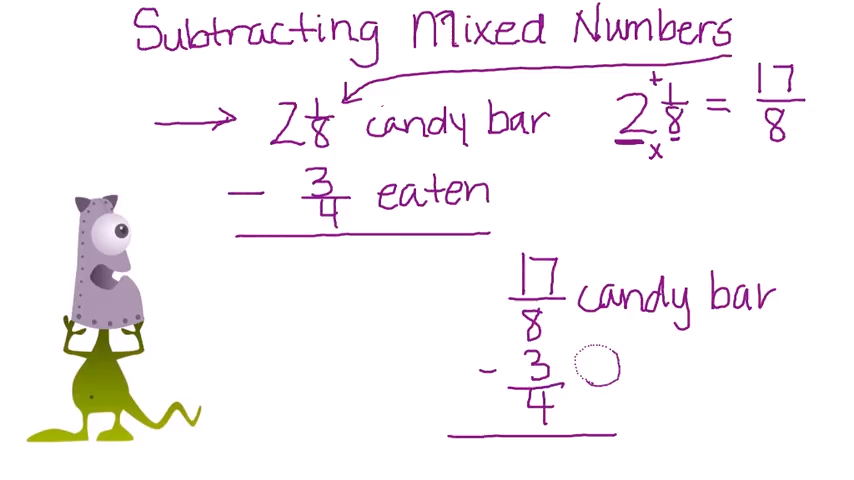 Subtracting Mixed Numbers
→ 2 1/8 candy bar
2 + 1/8 = 17/8
x
- 3/4 eaten
17/8 candy bar
- 3/4